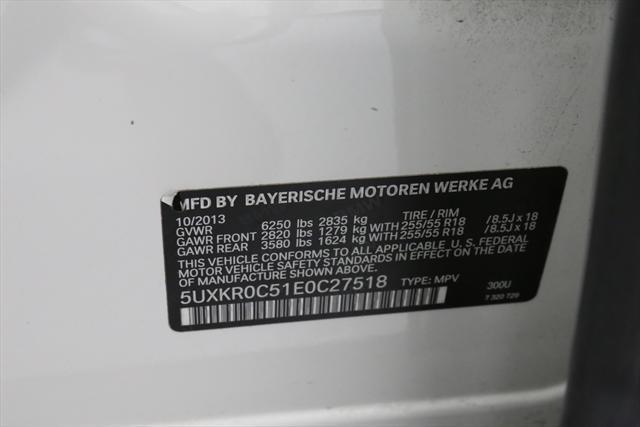 MFD BY BAYERISCHE MOTOREN WERKE AG
10/2013 TIRE / RIM
GVWR 6250 lbs 2835 kg
GAWR FRONT 2820 lbs 1279 kg WITH 255/55 R18 /8.5J x 18
GAWR REAR 3580 lbs 1624 kg WITH 255/55 R18 /8.5J x 18
THIS VEHICLE CONFORMS TO ALL APPLICABLE U.S. FEDERAL
MOTOR VEHICLE SAFETY STANDARDS IN EFFECT ON THE DATE
OF MANUFACTURE SHOWN ABOVE.
5UXKR0C51E0C27518 TYPE: MPV 300U
7 320 729